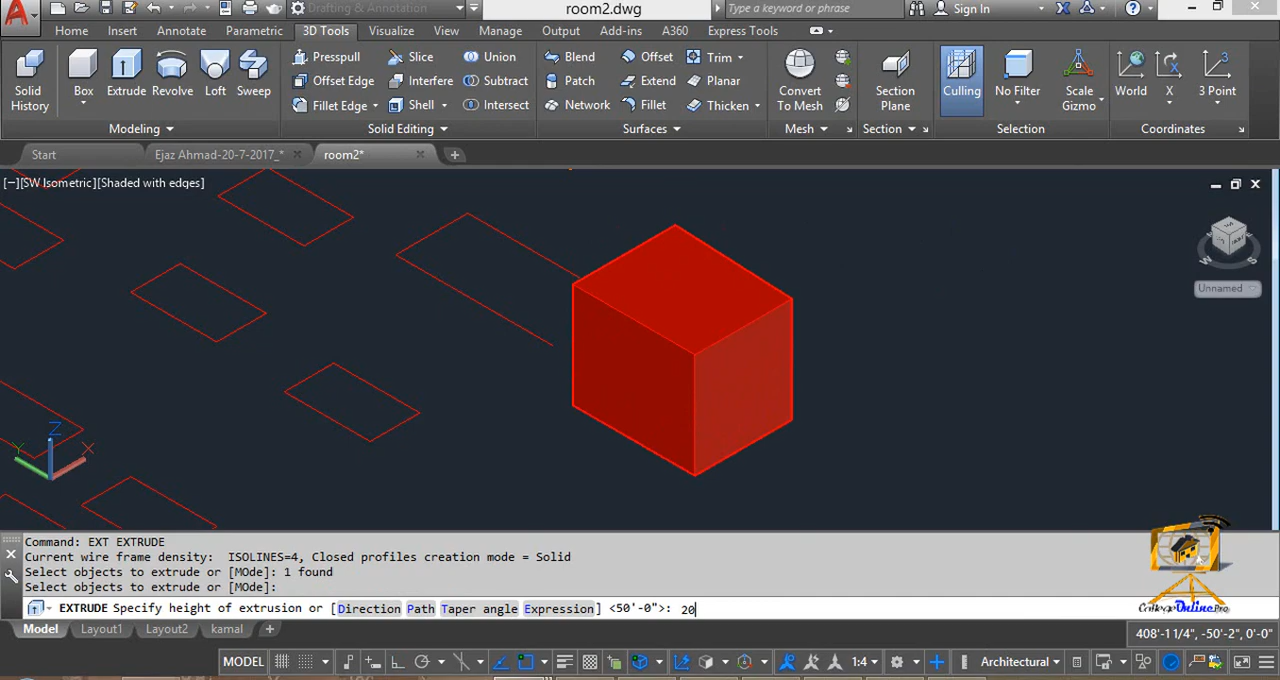 room2.dwg
Drafting & Annotation
Type a keyword or phrase
Sign In
Home Insert Annotate Parametric 3D Tools Visualize View Manage Output Add-ins A360 Express Tools
Presspull Slice Union Blend Offset Trim
Offset Edge Interfere Subtract Patch Extend Planar
Solid History Box Extrude Revolve Loft Sweep Fillet Edge Shell Intersect Network Fillet Thicken Convert To Mesh Section Plane Culling No Filter Scale Gizmo World X 3 Point
Modeling Solid Editing Surfaces Mesh Section Selection Coordinates
Start Ejaz Ahmad-20-7-2017_* room2*
[−][SW Isometric][Shaded with edges]
W S
Unnamed
Z
Y X
Command: EXT EXTRUDE
Current wire frame density: ISOLINES=4, Closed profiles creation mode = Solid
Select objects to extrude or [MOde]: 1 found
Select objects to extrude or [MOde]:
EXTRUDE Specify height of extrusion or [Direction Path Taper angle Expression] <50'-0">: 20
College Online.Pro
Model Layout1 Layout2 kamal
408'-1 1/4", -50'-2", 0'-0"
MODEL 1:4 Architectural